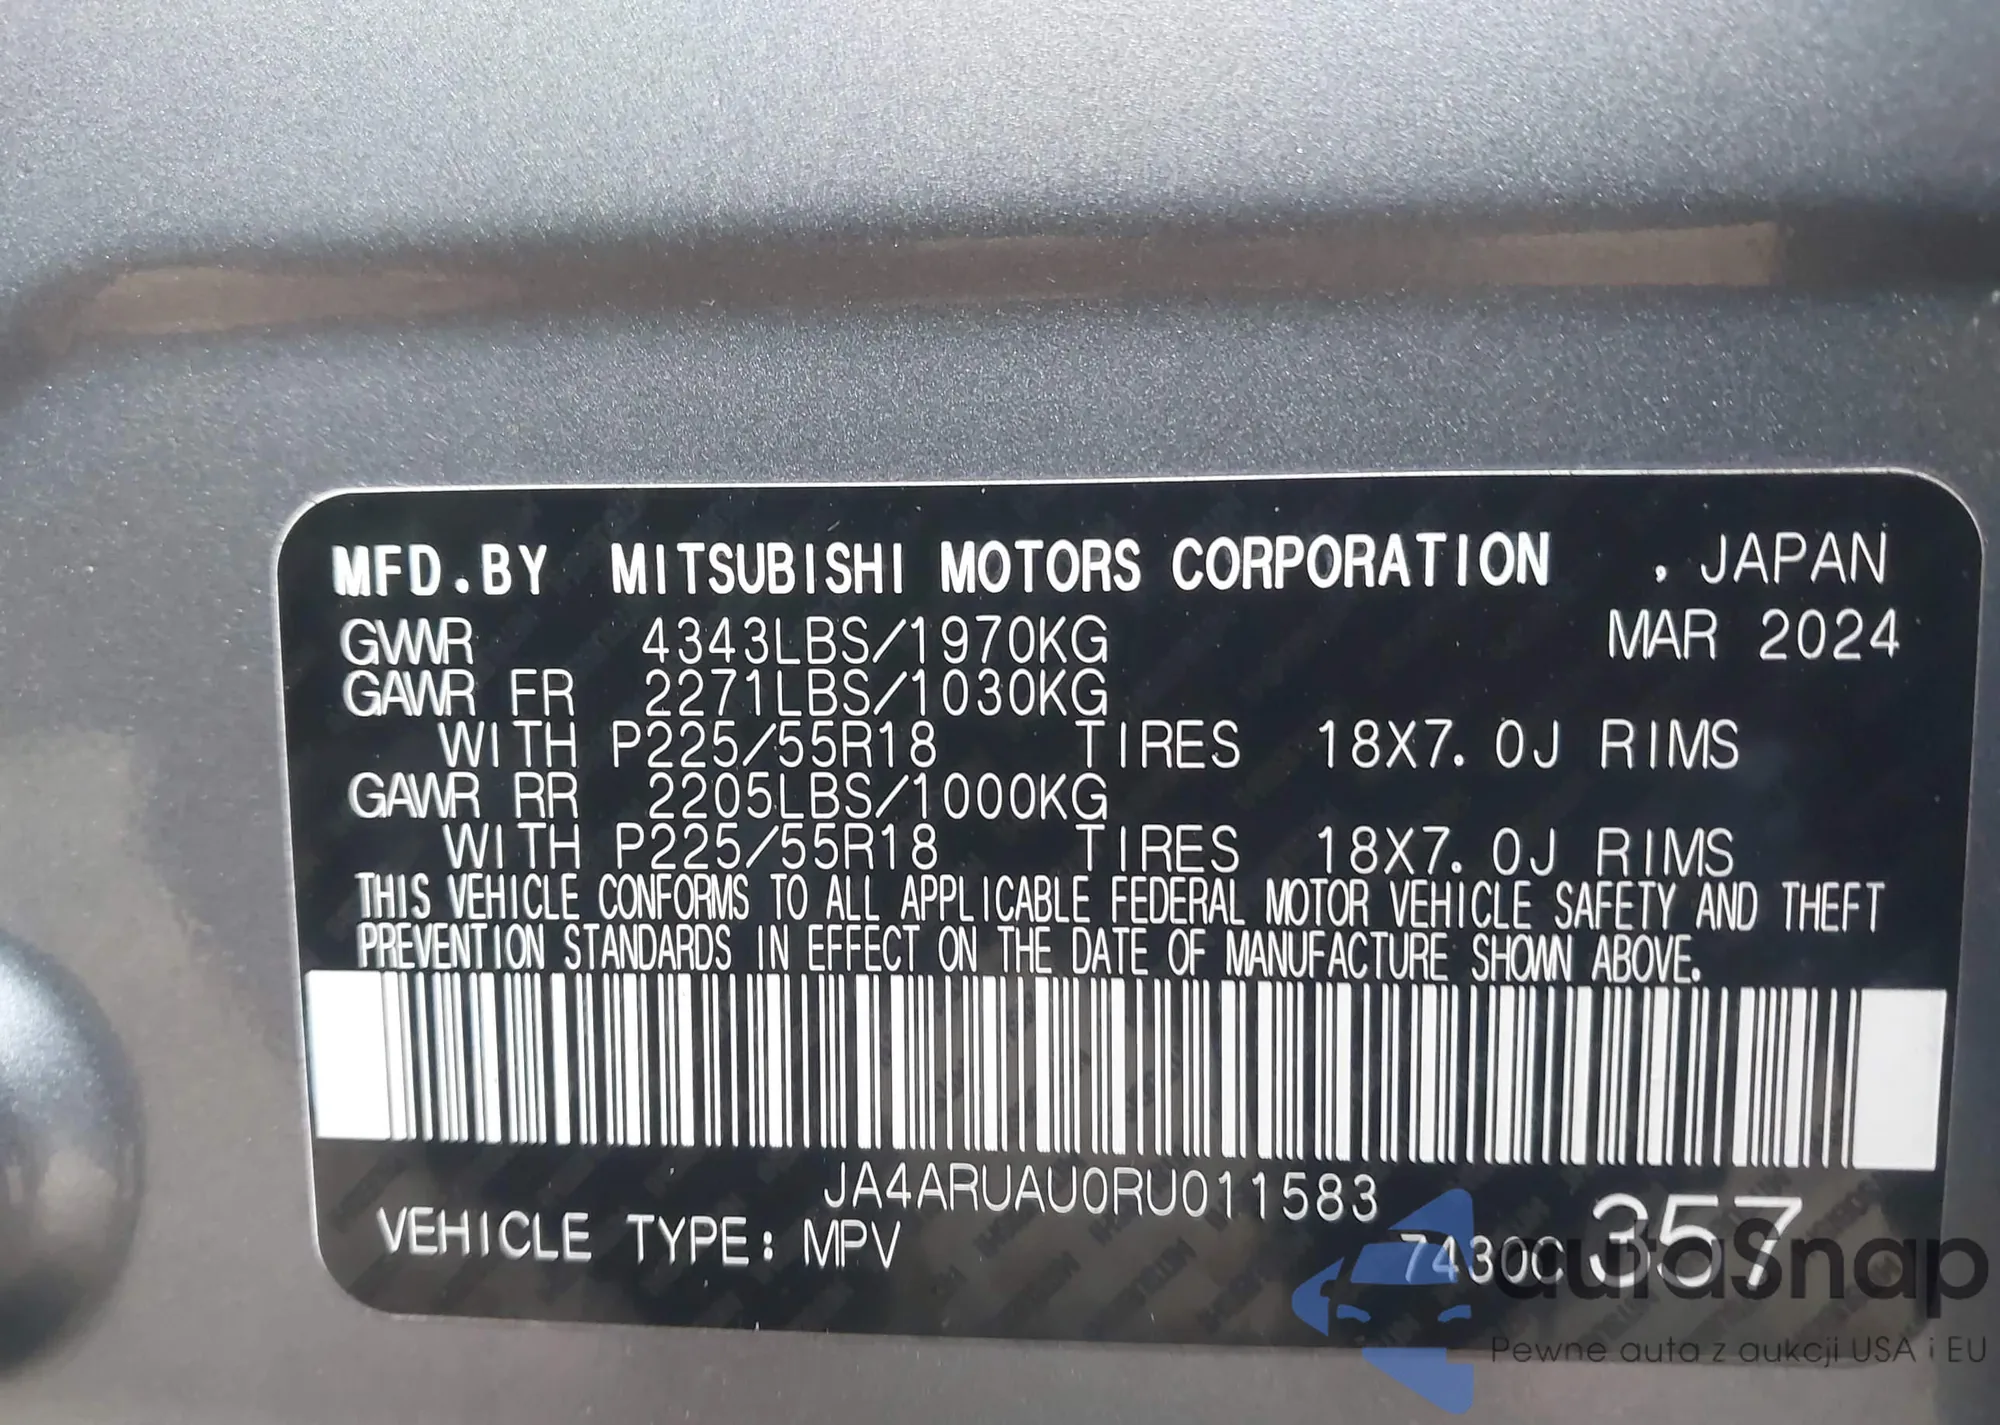 MFD.BY MITSUBISHI MOTORS CORPORATION , JAPAN
GVWR 4343LBS/1970KG MAR 2024
GAWR FR 2271LBS/1030KG
WITH P225/55R18 TIRES 18X7.0J RIMS
GAWR RR 2205LBS/1000KG
WITH P225/55R18 TIRES 18X7.0J RIMS
THIS VEHICLE CONFORMS TO ALL APPLICABLE FEDERAL MOTOR VEHICLE SAFETY AND THEFT
PREVENTION STANDARDS IN EFFECT ON THE DATE OF MANUFACTURE SHOWN ABOVE.
JA4ARUAU0RU011583
VEHICLE TYPE: MPV 7430C 357
autaSnap
Pewne auta z aukcji USA i EU